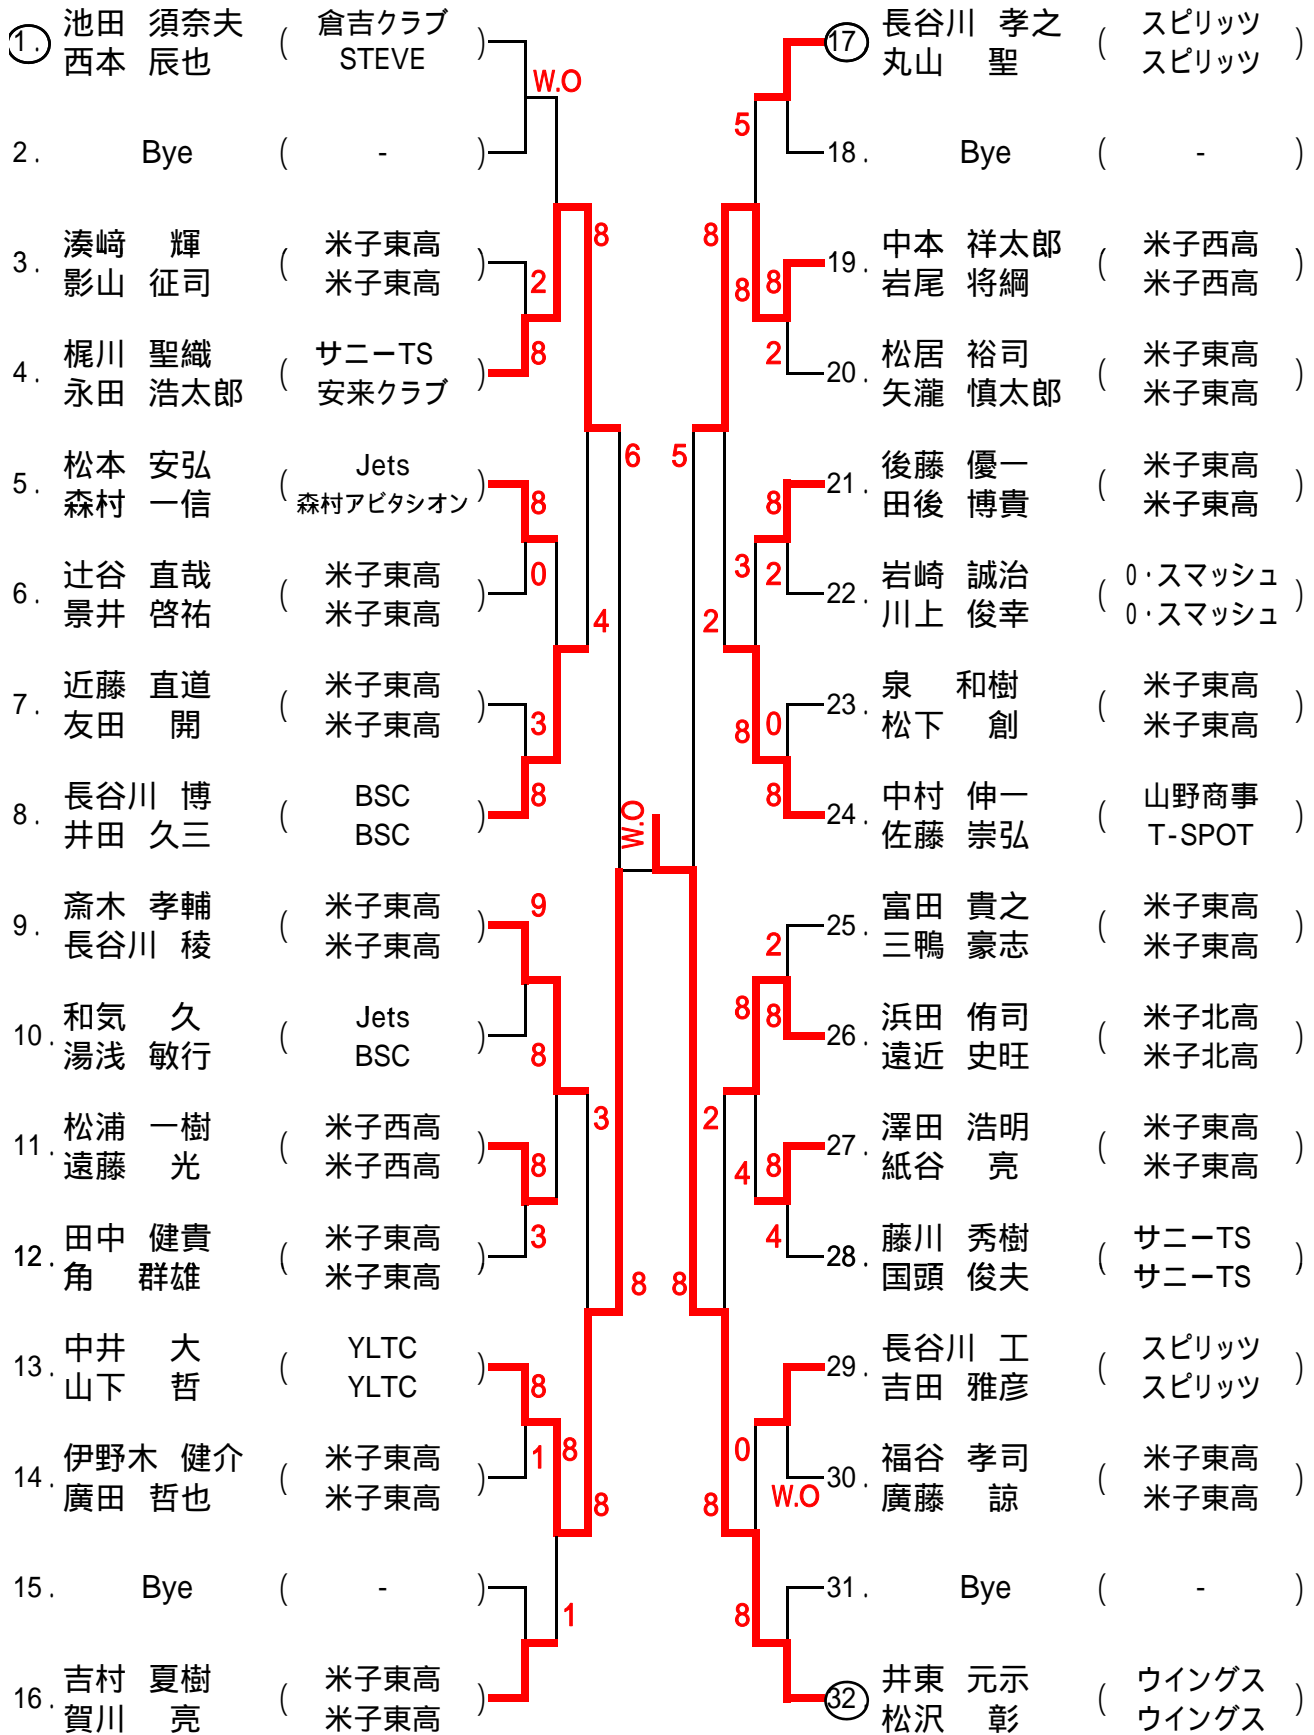 1. 池田 須奈夫 ( 倉吉クラブ )
西本 辰也 STEVE
W.O
2. Bye ( - )
3. 湊﨑 輝 ( 米子東高 )
影山 征司 米子東高
2
8
4. 梶川 聖織 ( サニーTS )
永田 浩太郎 安来クラブ
8
5. 松本 安弘 ( Jets )
森村 一信 森村アビタシオン
8
6
6. 辻谷 直哉 ( 米子東高 )
景井 啓祐 米子東高
0
4
7. 近藤 直道 ( 米子東高 )
友田 開 米子東高
3
8. 長谷川 博 ( BSC )
井田 久三 BSC
8
W.O
9. 斎木 孝輔 ( 米子東高 )
長谷川 稜 米子東高
9
10. 和気 久 ( Jets )
湯浅 敏行 BSC
8
11. 松浦 一樹 ( 米子西高 )
遠藤 光 米子西高
8
3
12. 田中 健貴 ( 米子東高 )
角 群雄 米子東高
3
8
13. 中井 大 ( YLTC )
山下 哲 YLTC
8
14. 伊野木 健介 ( 米子東高 )
廣田 哲也 米子東高
1
8
8
15. Bye ( - )
1
16. 吉村 夏樹 ( 米子東高 )
賀川 亮 米子東高
17 長谷川 孝之 ( スピリッツ )
丸山 聖 スピリッツ
5
18. Bye ( - )
8
19. 中本 祥太郎 ( 米子西高 )
岩尾 将綱 米子西高
8
8
20. 松居 裕司 ( 米子東高 )
矢瀧 慎太郎 米子東高
2
5
21. 後藤 優一 ( 米子東高 )
田後 博貴 米子東高
8
22. 岩崎 誠治 ( 0・スマッシュ )
川上 俊幸 0・スマッシュ
3
2
2
23. 泉 和樹 ( 米子東高 )
松下 創 米子東高
8
0
24. 中村 伸一 ( 山野商事 )
佐藤 崇弘 T-SPOT
8
25. 富田 貴之 ( 米子東高 )
三鴨 豪志 米子東高
2
26. 浜田 侑司 ( 米子北高 )
遠近 史旺 米子北高
8
8
27. 澤田 浩明 ( 米子東高 )
紙谷 亮 米子東高
2
4
8
28. 藤川 秀樹 ( サニーTS )
国頭 俊夫 サニーTS
4
8
29. 長谷川 工 ( スピリッツ )
吉田 雅彦 スピリッツ
30. 福谷 孝司 ( 米子東高 )
廣藤 諒 米子東高
0
W.O
8
31. Bye ( - )
8
32 井東 元示 ( ウイングス )
松沢 彰 ウイングス